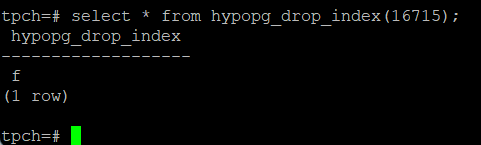 tpch=# select * from hypopg_drop_index(16715);
 hypopg_drop_index
-------------------
 f
(1 row)

tpch=#